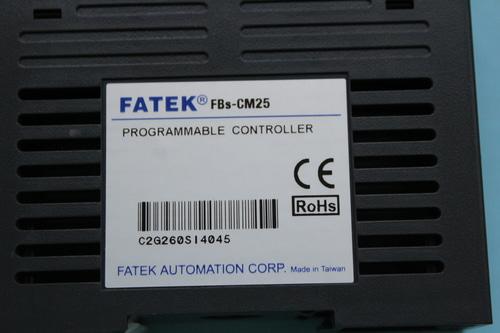 FATEK® FBs-CM25
PROGRAMMABLE CONTROLLER
CE
RoHs
C2G260SI4045
FATEK AUTOMATION CORP. Made in Taiwan